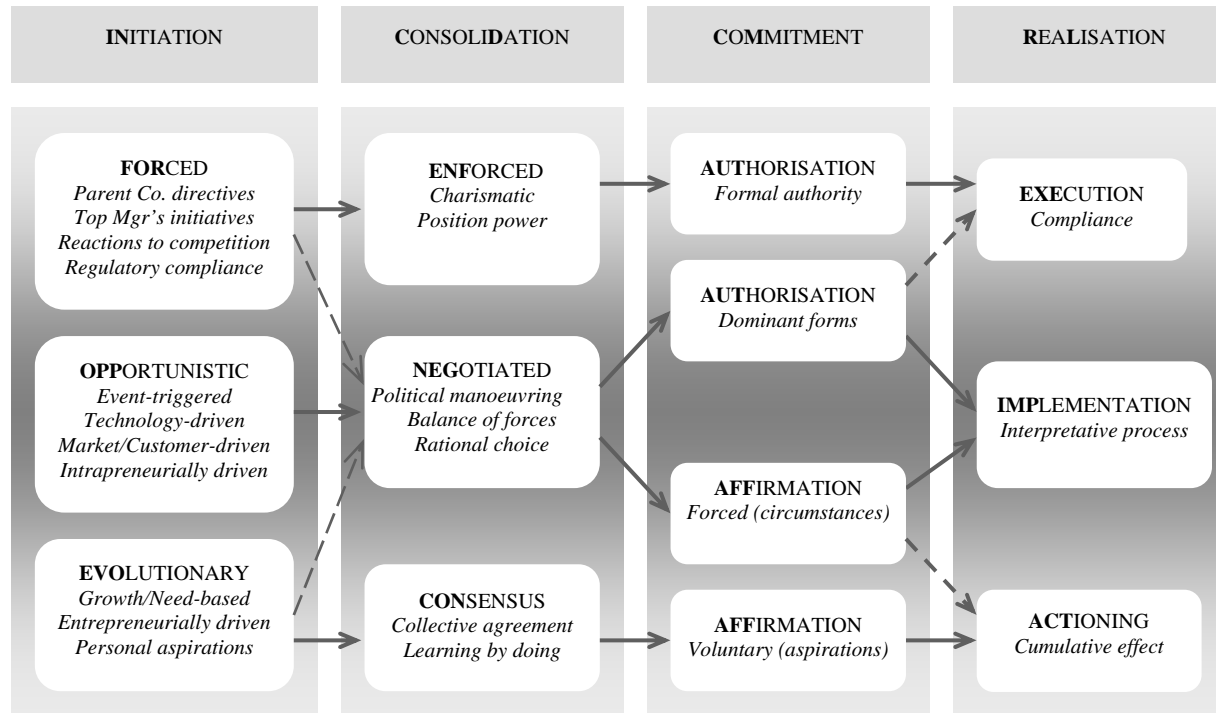 INITIATION
CONSOLIDATION
COMMITMENT
REALISATION
FORCED
Parent Co. directives
Top Mgr's initiatives
Reactions to competition
Regulatory compliance
OPPORTUNISTIC
Event-triggered
Technology-driven
Market/Customer-driven
Intrapreneurially driven
EVOLUTIONARY
Growth/Need-based
Entrepreneurially driven
Personal aspirations
ENFORCED
Charismatic
Position power
NEGOTIATED
Political manoeuvring
Balance of forces
Rational choice
CONSENSUS
Collective agreement
Learning by doing
AUTHORISATION
Formal authority
AUTHORISATION
Dominant forms
AFFIRMATION
Forced (circumstances)
AFFIRMATION
Voluntary (aspirations)
EXECUTION
Compliance
IMPLEMENTATION
Interpretative process
ACTIONING
Cumulative effect